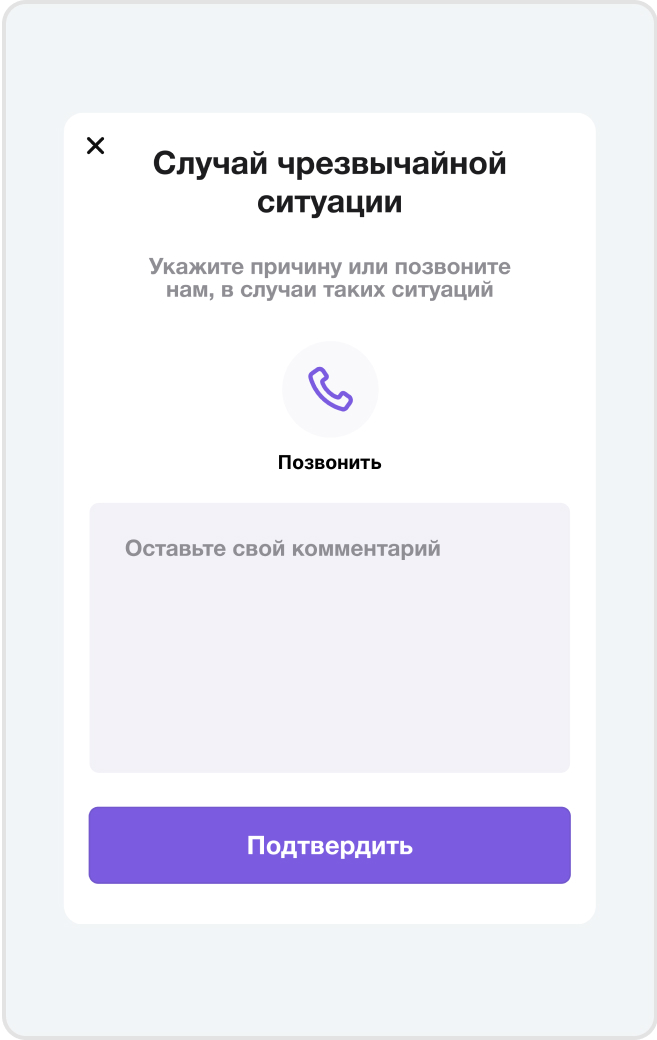 Случай чрезвычайной
ситуации
Укажите причину или позвоните
нам, в случаи таких ситуаций
Позвонить
Оставьте свой комментарий
Подтвердить